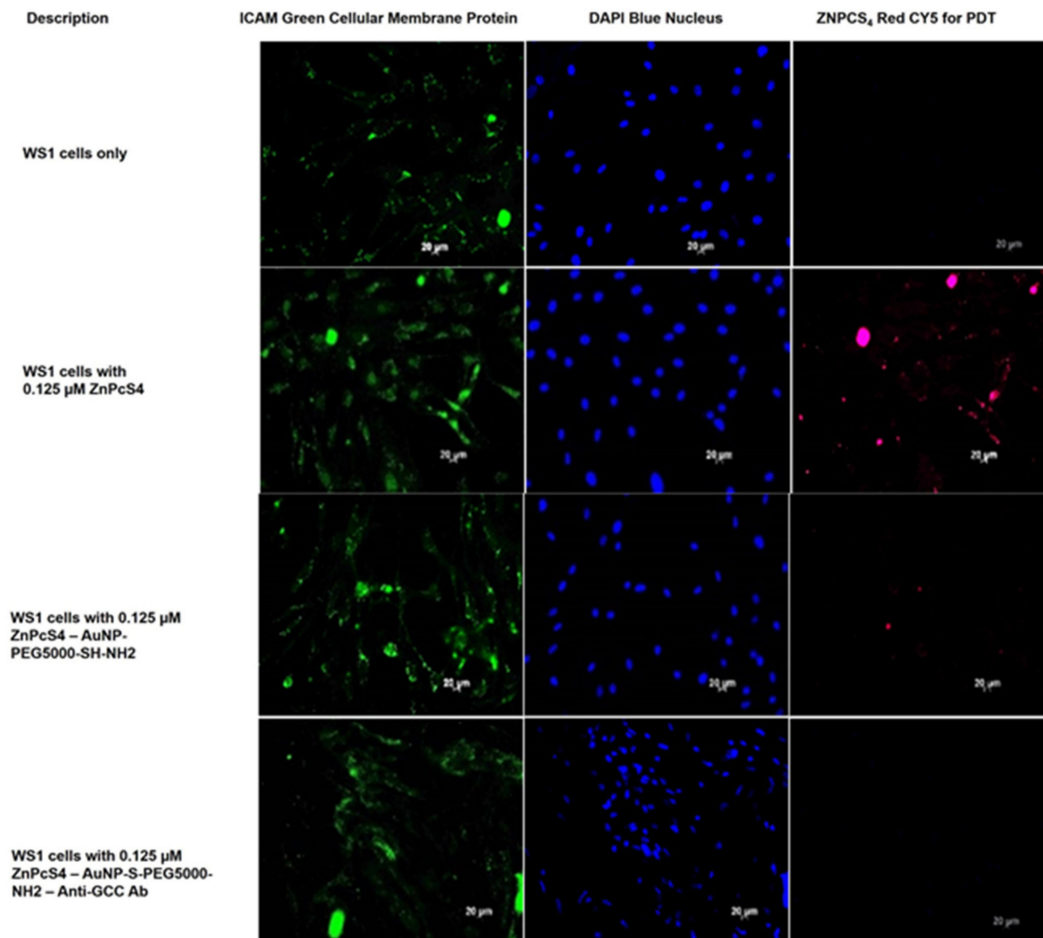 Description
ICAM Green Cellular Membrane Protein
DAPI Blue Nucleus
ZNPCS₄ Red CY5 for PDT
WS1 cells only
20 µm
20 µm
20 µm
WS1 cells with
0.125 µM ZnPcS4
20 µm
20 µm
20 µm
WS1 cells with 0.125 µM
ZnPcS4 – AuNP-
PEG5000-SH-NH2
20 µm
20 µm
20 µm
WS1 cells with 0.125 µM
ZnPcS4 – AuNP-S-PEG5000-
NH2 – Anti-GCC Ab
20 µm
20 µm
20 µm